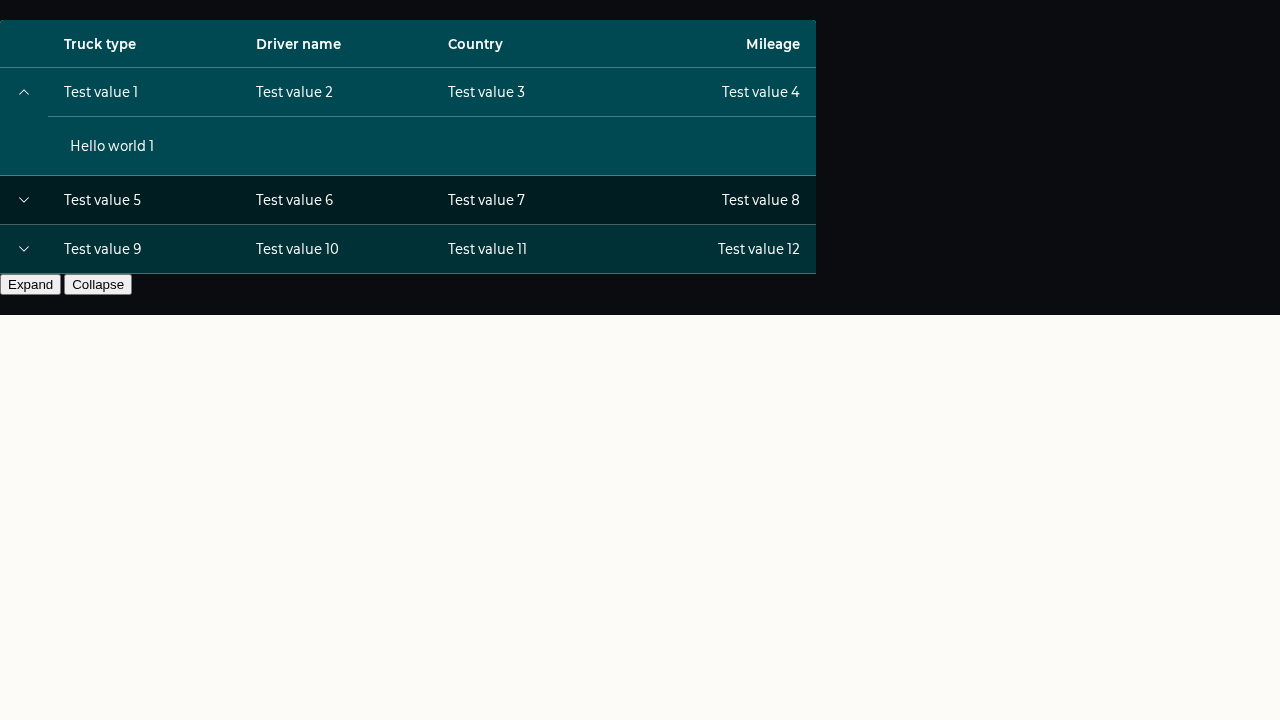 Truck type Driver name Country Mileage
Test value 1 Test value 2 Test value 3 Test value 4
Hello world 1
Test value 5 Test value 6 Test value 7 Test value 8
Test value 9 Test value 10 Test value 11 Test value 12
Expand Collapse